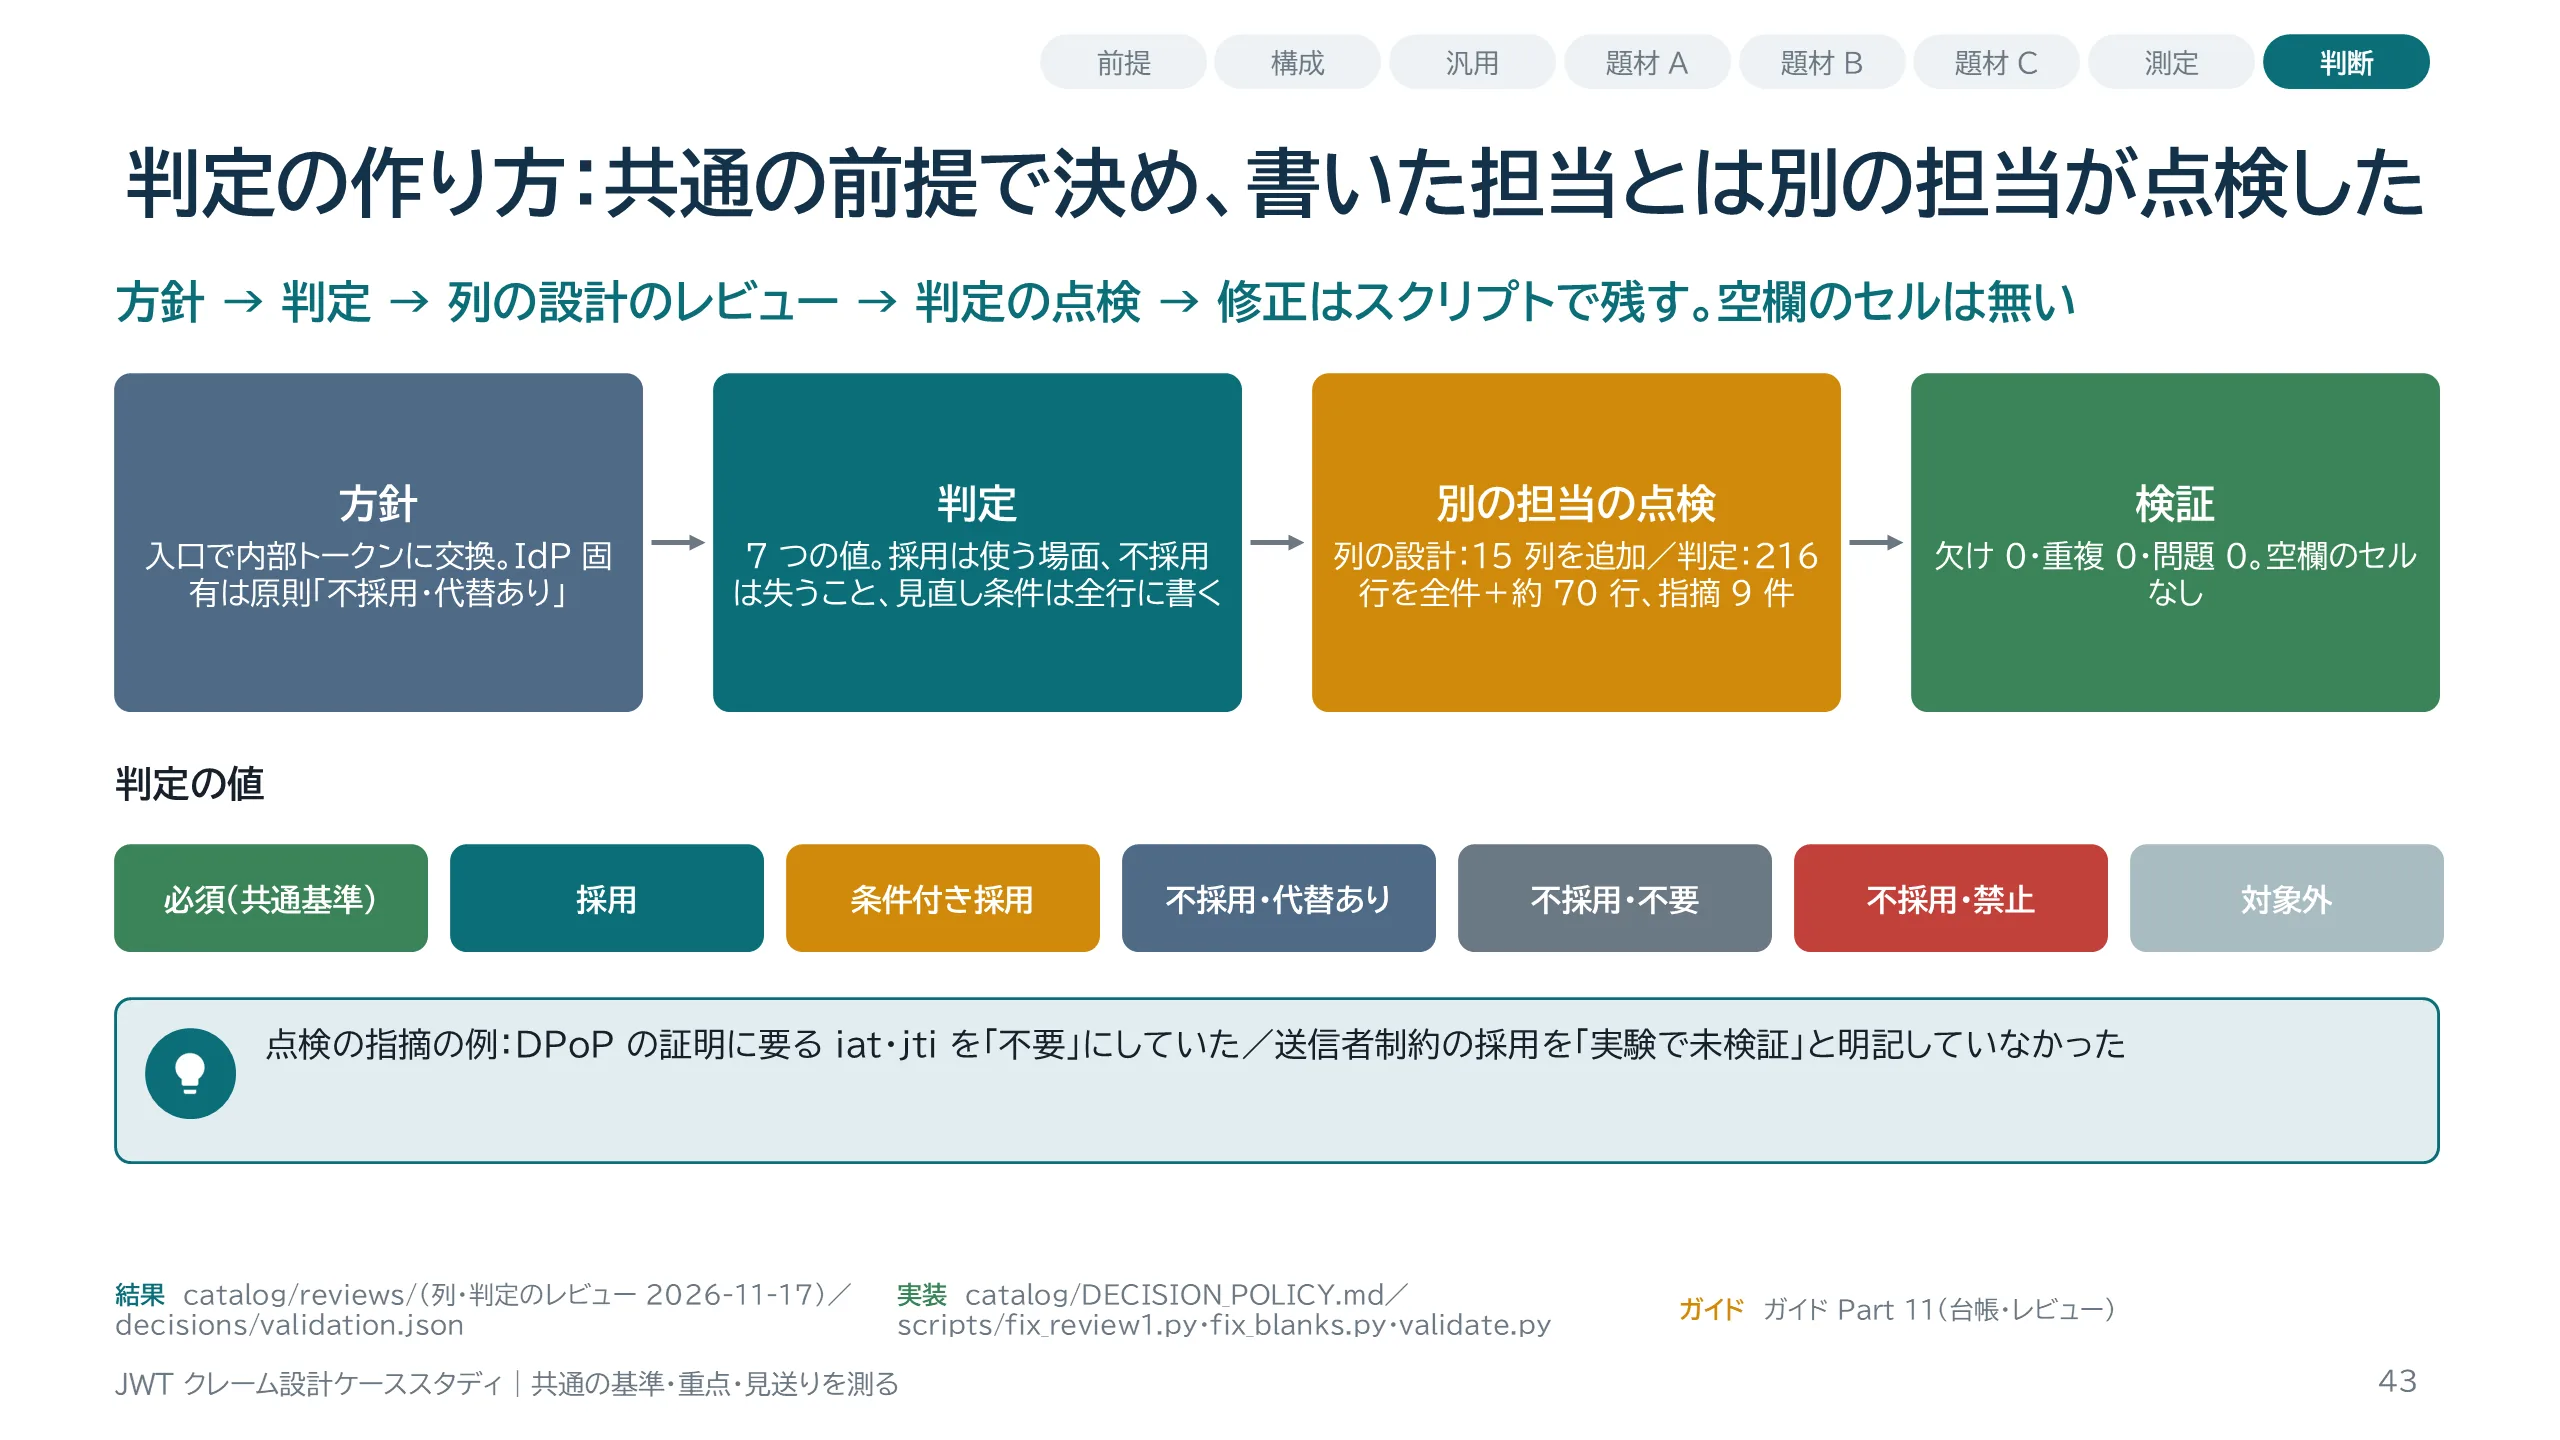 前提
構成
汎用
題材 A
題材 B
題材 C
測定
判断
判定の作り方：共通の前提で決め、書いた担当とは別の担当が点検した
方針 → 判定 → 列の設計のレビュー → 判定の点検 → 修正はスクリプトで残す。空欄のセルは無い
方針
入口で内部トークンに交換。IdP 固
有は原則「不採用・代替あり」
判定
7 つの値。採用は使う場面、不採用
は失うこと、見直し条件は全行に書く
別の担当の点検
列の設計：15 列を追加／判定：216
行を全件＋約 70 行、指摘 9 件
検証
欠け 0・重複 0・問題 0。空欄のセル
なし
判定の値
必須（共通基準）
採用
条件付き採用
不採用・代替あり
不採用・不要
不採用・禁止
対象外
点検の指摘の例：DPoP の証明に要る iat・jti を「不要」にしていた／送信者制約の採用を「実験で未検証」と明記していなかった
結果 catalog/reviews/（列・判定のレビュー 2026-11-17）／
decisions/validation.json
実装 catalog/DECISION_POLICY.md／
scripts/fix_review1.py・fix_blanks.py・validate.py
ガイド ガイド Part 11（台帳・レビュー）
JWT クレーム設計ケーススタディ｜共通の基準・重点・見送りを測る
43